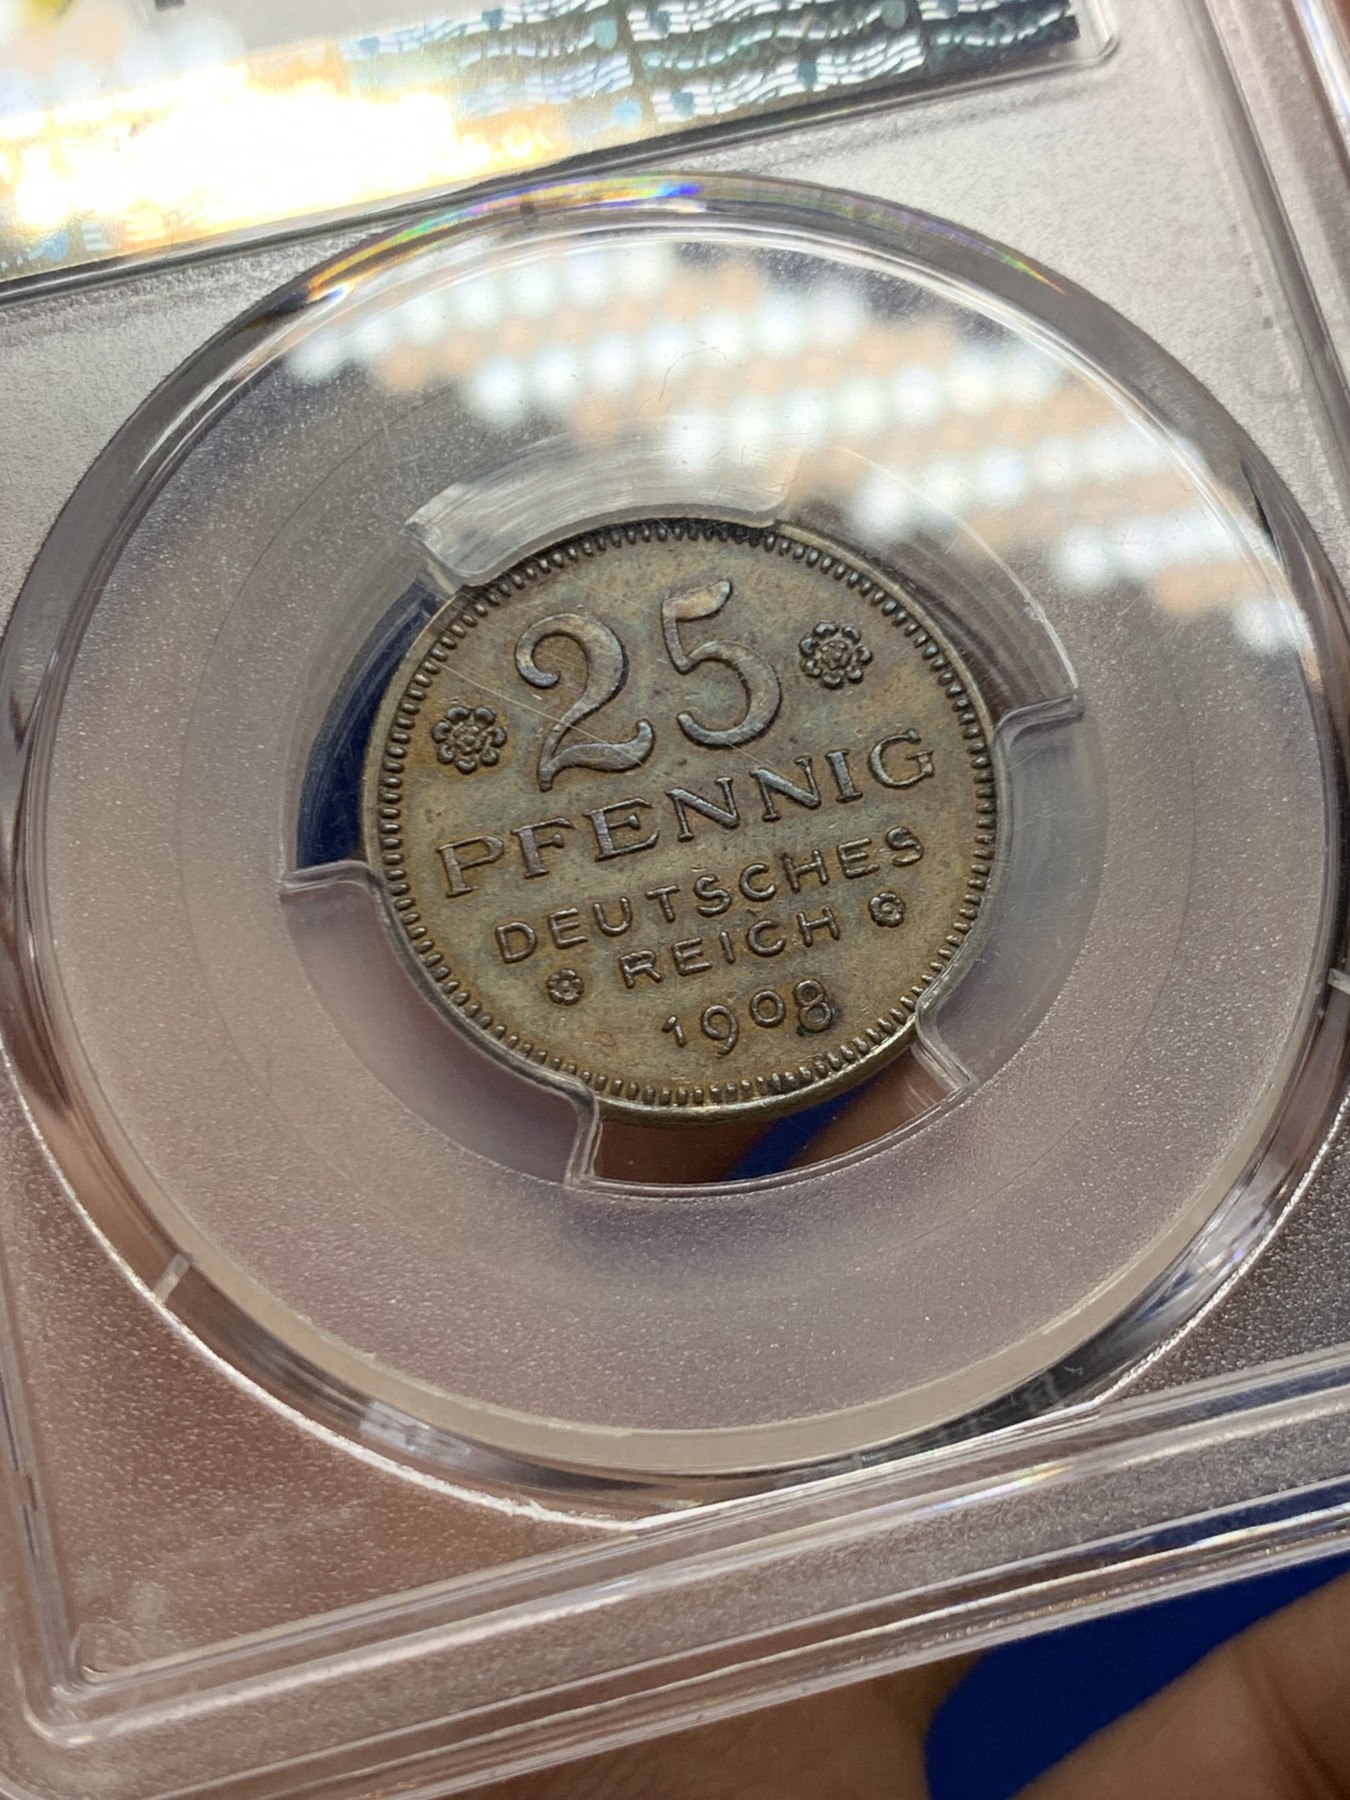 25
PFENNIG
DEUTSCHES
REICH
1908